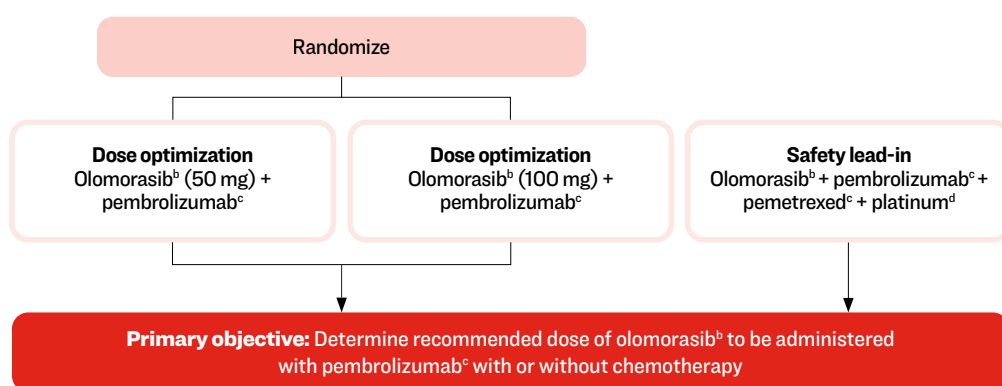 Randomize
Dose optimization
Olomorasibᵇ (50 mg) +
pembrolizumabᶜ
Dose optimization
Olomorasibᵇ (100 mg) +
pembrolizumabᶜ
Safety lead-in
Olomorasibᵇ + pembrolizumabᶜ +
pemetrexedᶜ + platinumᵈ
Primary objective: Determine recommended dose of olomorasibᵇ to be administered
with pembrolizumabᶜ with or without chemotherapy